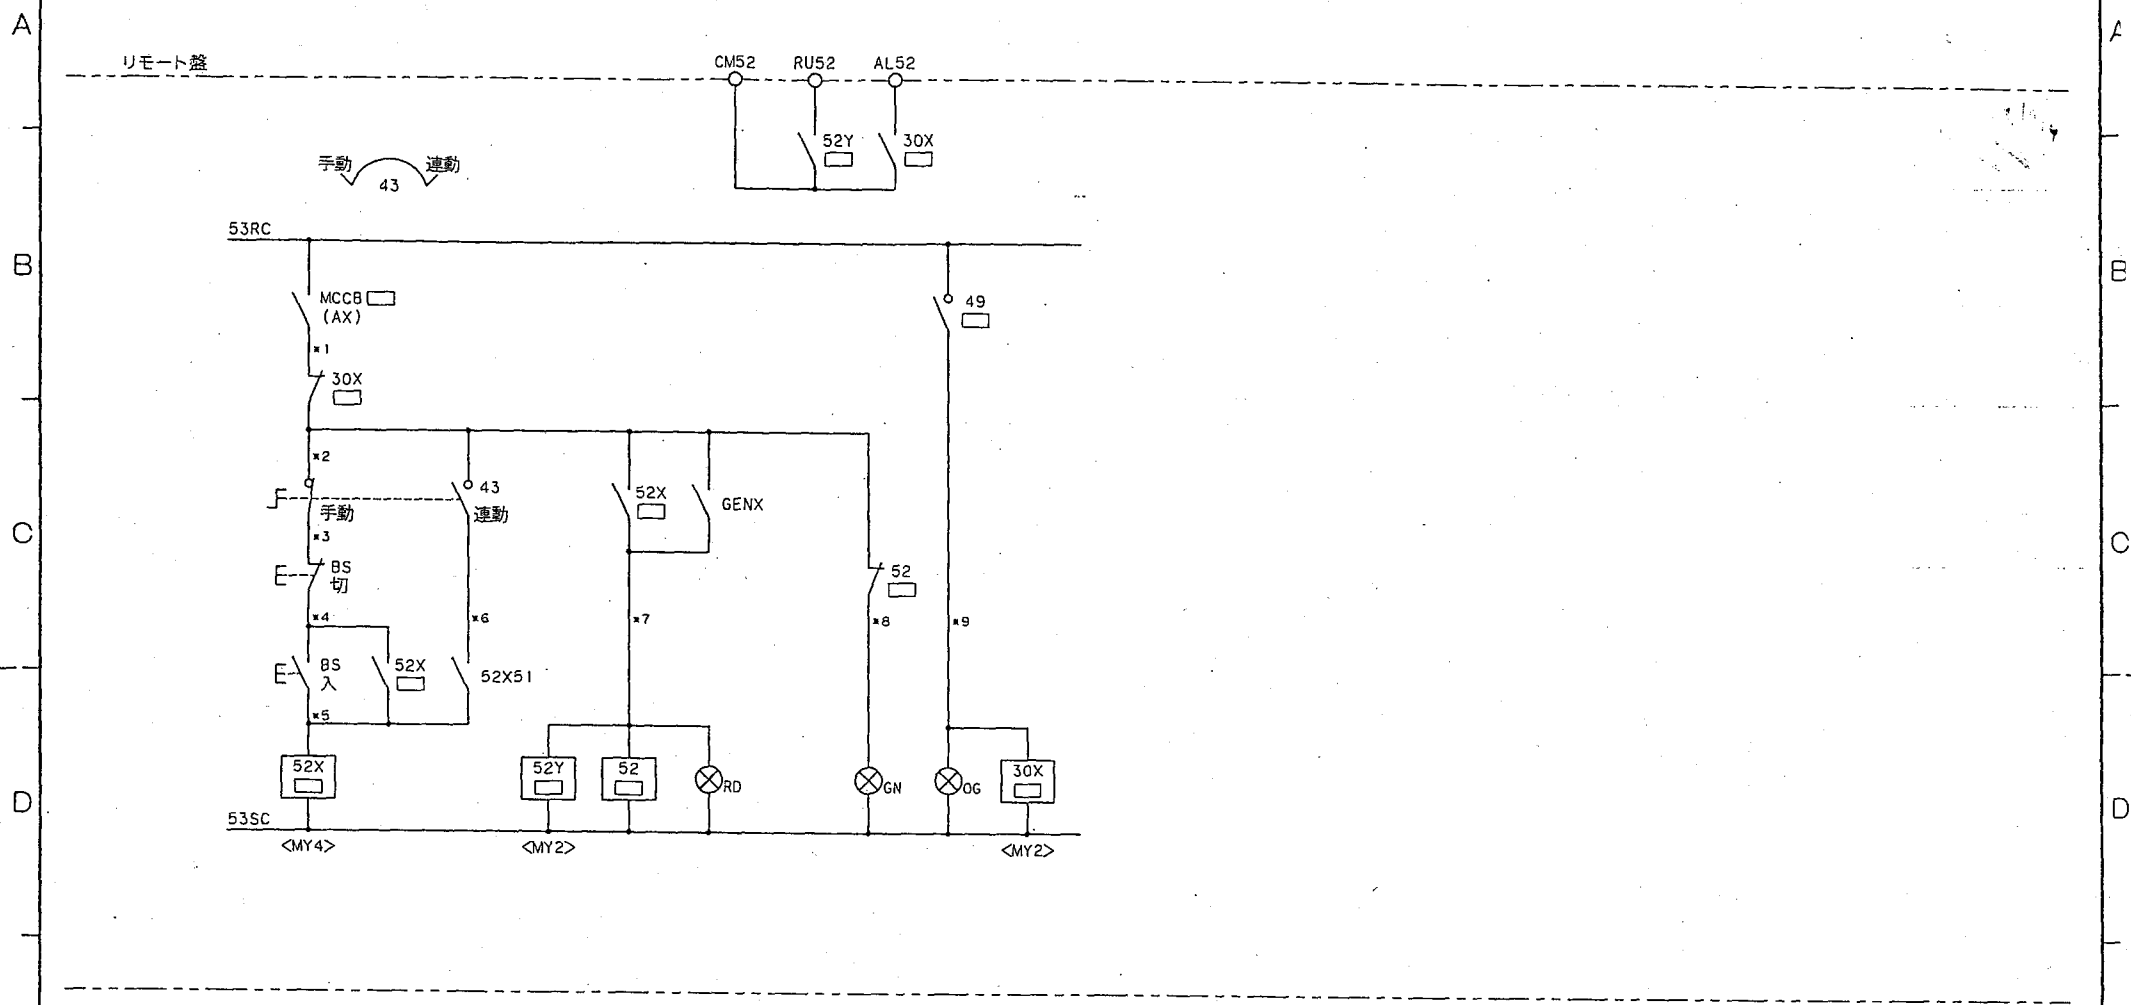 A
A
リモート盤
CM52 RU52 AL52
52Y
30X
手動 43 連動
53RC
B
B
MCCB
(AX)
49
*1
30X
*2
43
手動
連動
52X
GENX
C
C
*3
BS
切
52
*4
*6
*7
*8
*9
BS
入
52X
52X51
*5
52X
52Y
52
RD
GN
OG
30X
D
D
53SC
<MY4>
<MY2>
<MY2>